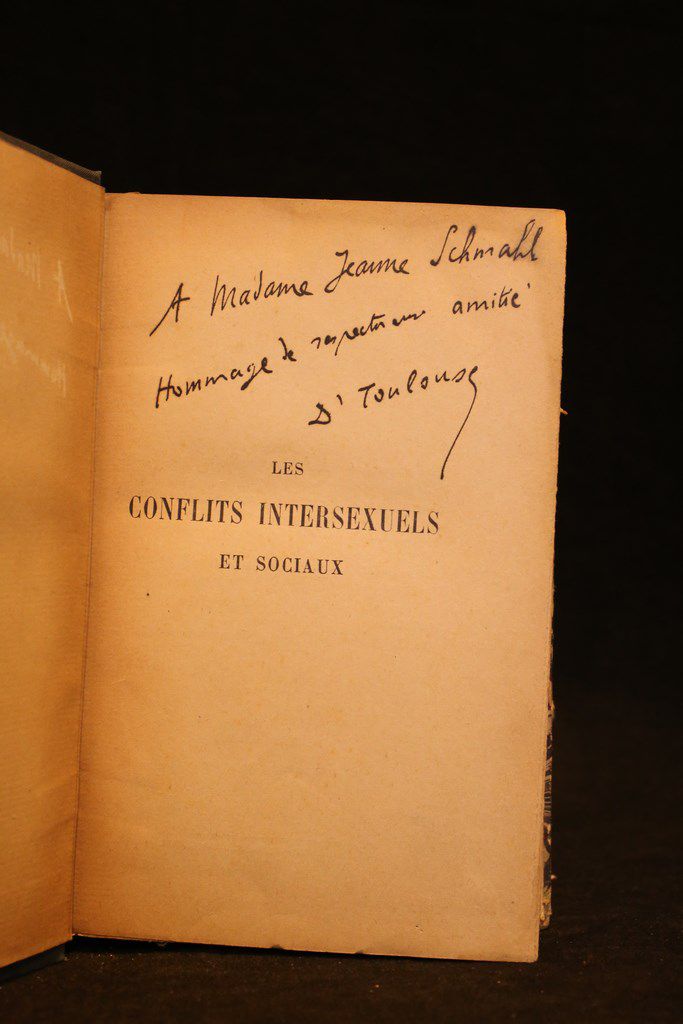 A Madame Jeanne Schmahl
Hommage de respectueuse amitié
Dr Toulouse
LES
CONFLITS INTERSEXUELS
ET SOCIAUX